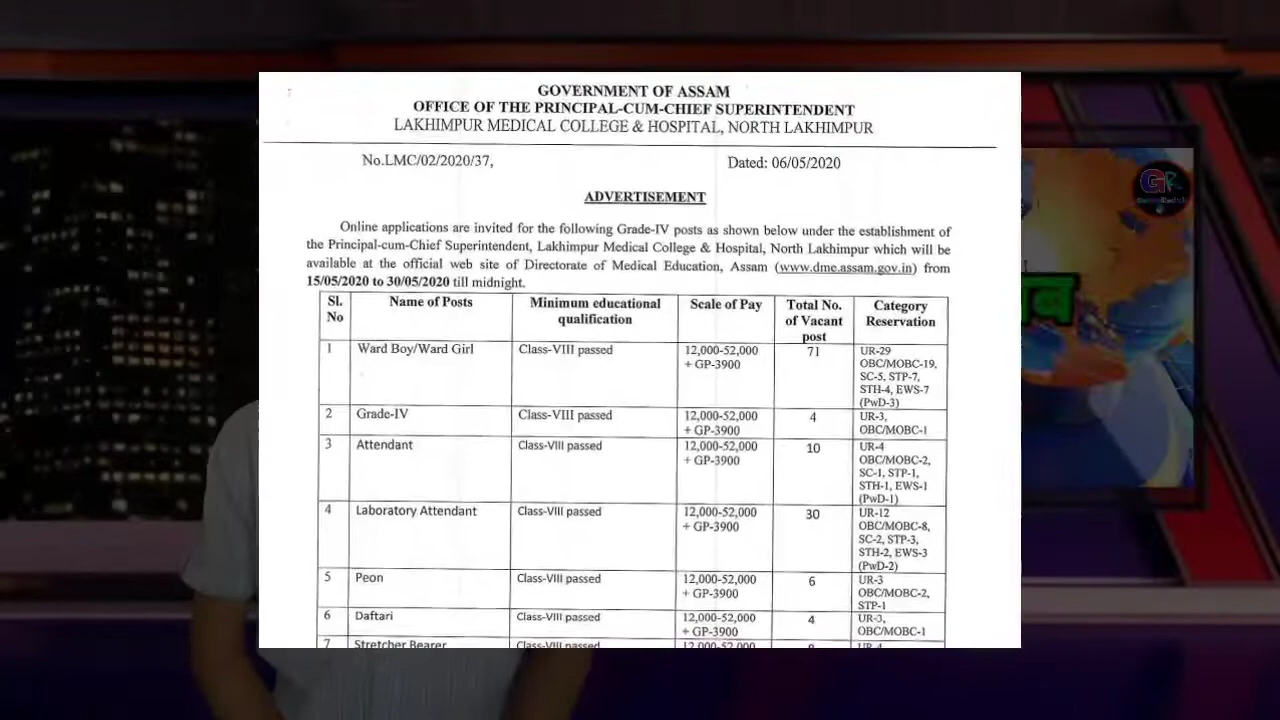 GOVERNMENT OF ASSAM
OFFICE OF THE PRINCIPAL-CUM-CHIEF SUPERINTENDENT
LAKHIMPUR MEDICAL COLLEGE & HOSPITAL, NORTH LAKHIMPUR
No.LMC/02/2020/37, Dated: 06/05/2020
ADVERTISEMENT
Online applications are invited for the following Grade-IV posts as shown below under the establishment of
the Principal-cum-Chief Superintendent, Lakhimpur Medical College & Hospital, North Lakhimpur which will be
available at the official web site of Directorate of Medical Education, Assam (www.dme.assam.gov.in) from
15/05/2020 to 30/05/2020 till midnight.
Sl. No Name of Posts Minimum educational qualification Scale of Pay Total No. of Vacant post Category Reservation
1 Ward Boy/Ward Girl Class-VIII passed 12,000-52,000 + GP-3900 71 UR-29
OBC/MOBC-19,
SC-5, STP-7,
STH-4, EWS-7
(PwD-3)
2 Grade-IV Class-VIII passed 12,000-52,000 + GP-3900 4 UR-3,
OBC/MOBC-1
3 Attendant Class-VIII passed 12,000-52,000 + GP-3900 10 UR-4
OBC/MOBC-2,
SC-1, STP-1,
STH-1, EWS-1
(PwD-1)
4 Laboratory Attendant Class-VIII passed 12,000-52,000 + GP-3900 30 UR-12
OBC/MOBC-8,
SC-2, STP-3,
STH-2, EWS-3
(PwD-2)
5 Peon Class-VIII passed 12,000-52,000 + GP-3900 6 UR-3
OBC/MOBC-2,
STP-1
6 Daftari Class-VIII passed 12,000-52,000 + GP-3900 4 UR-3,
OBC/MOBC-1
7 Stretcher Bearer Class-VIII passed 12,000-52,000 UR-4
GR